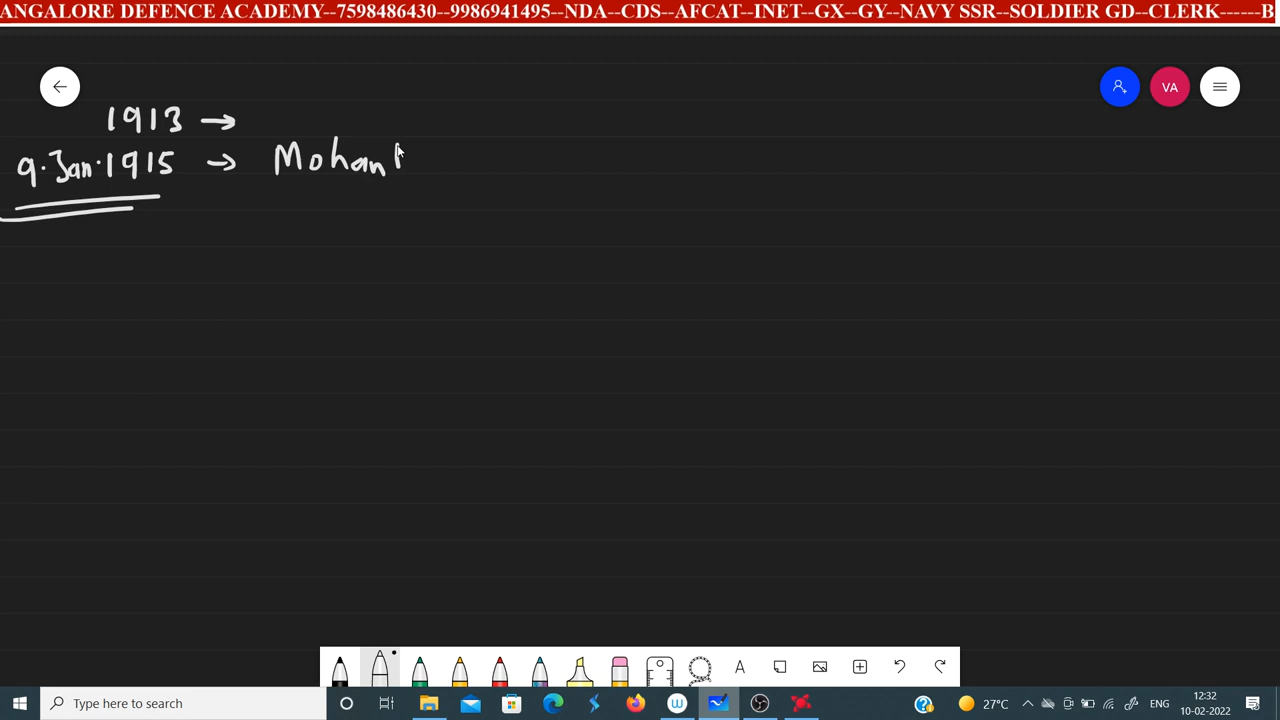 ANGALORE DEFENCE ACADEMY--7598486430--9986941495--NDA--CDS--AFCAT--INET--GX--GY--NAVY SSR--SOLDIER GD--CLERK------B
VA
1913 →
9.Jan.1915 → Mohan
A
Type here to search
W
27°C
ENG
12:32
10-02-2022